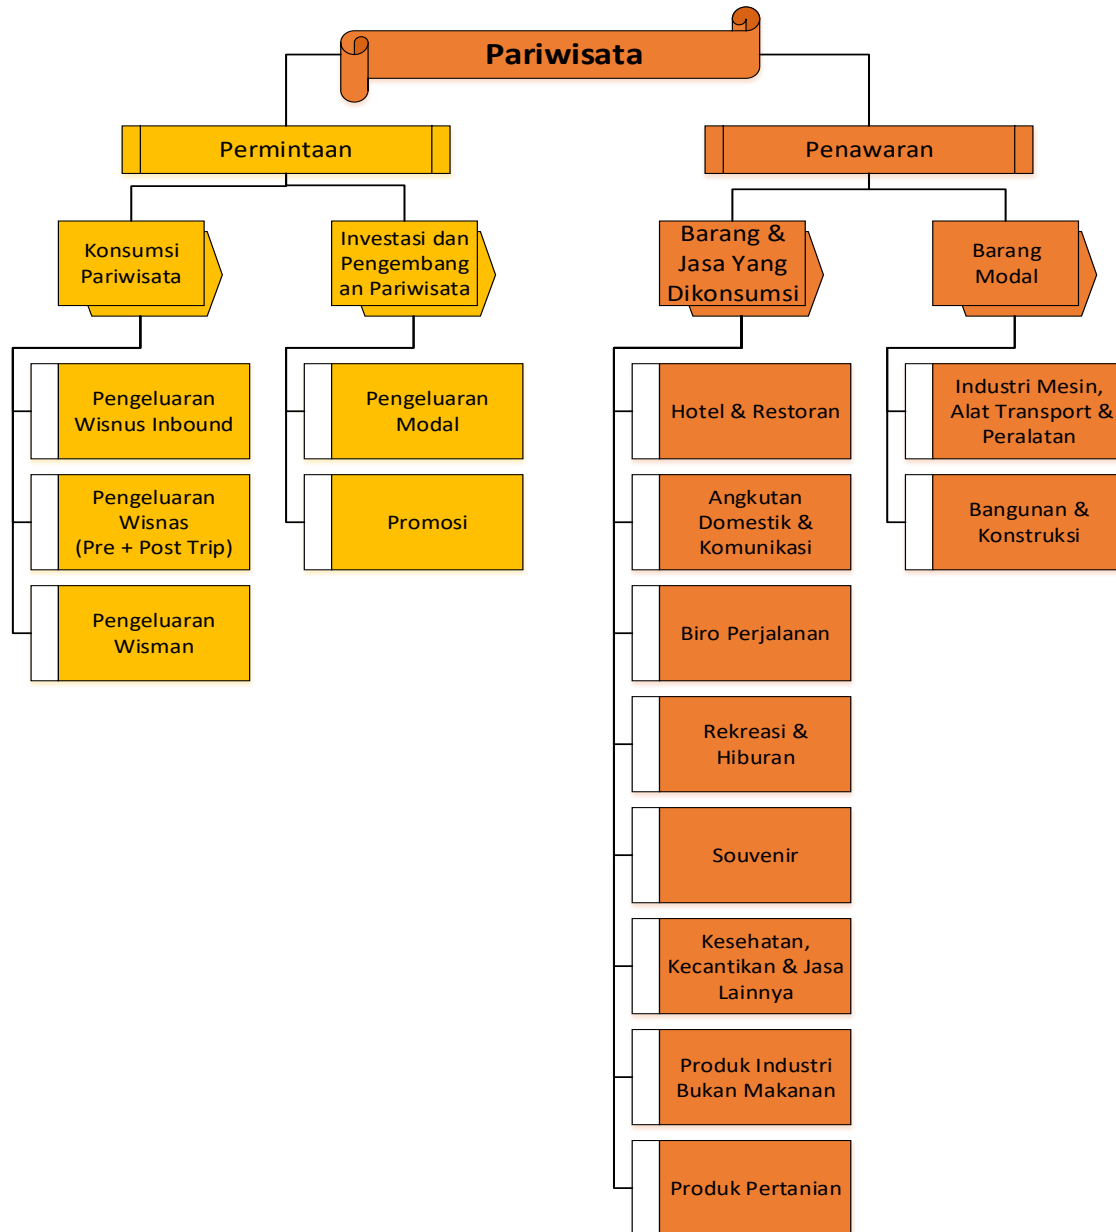 Pariwisata
Permintaan
Penawaran
Konsumsi
Pariwisata
Investasi dan
Pengembang
an Pariwisata
Barang &
Jasa Yang
Dikonsumsi
Barang
Modal
Pengeluaran
Wisnus Inbound
Pengeluaran
Modal
Hotel & Restoran
Industri Mesin,
Alat Transport &
Peralatan
Pengeluaran
Wisnas
(Pre + Post Trip)
Promosi
Angkutan
Domestik &
Komunikasi
Bangunan &
Konstruksi
Pengeluaran
Wisman
Biro Perjalanan
Rekreasi &
Hiburan
Souvenir
Kesehatan,
Kecantikan & Jasa
Lainnya
Produk Industri
Bukan Makanan
Produk Pertanian